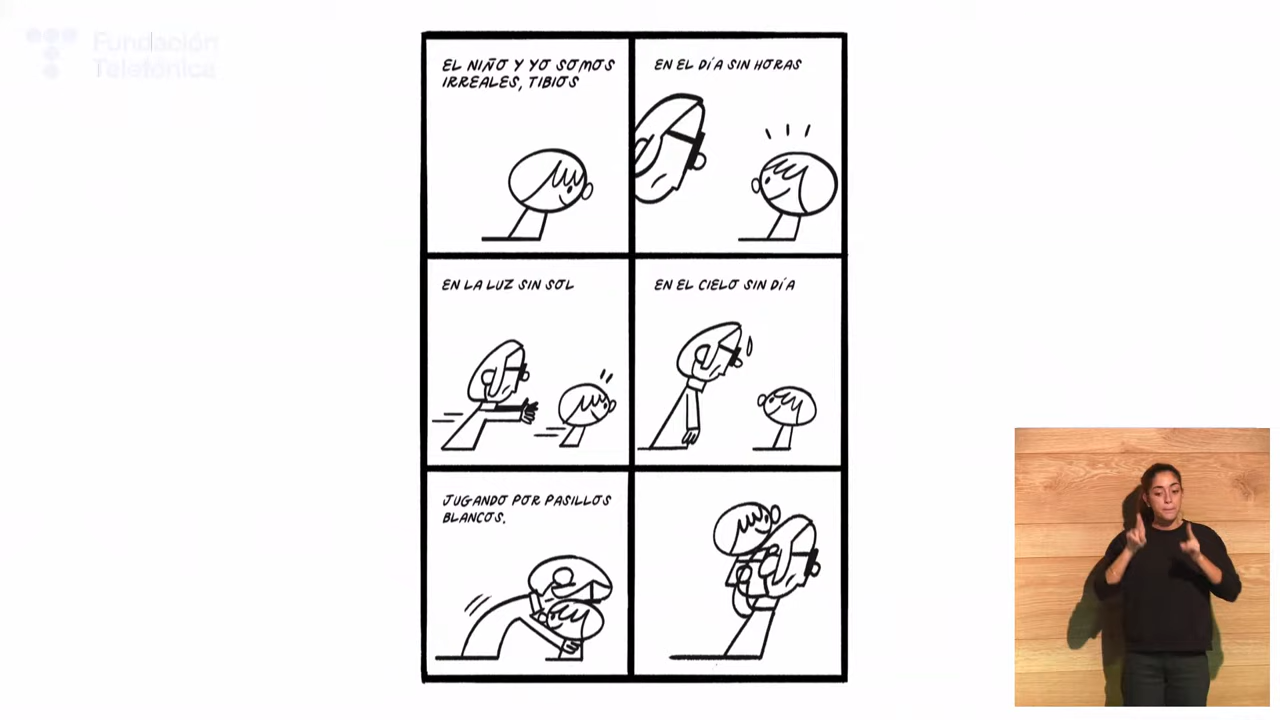 Fundación
Telefónica
EL NIÑO Y YO SOMOS
IRREALES, TIBIOS
EN EL DÍA SIN HORAS
EN LA LUZ SIN SOL
EN EL CIELO SIN DÍA
JUGANDO POR PASILLOS
BLANCOS.